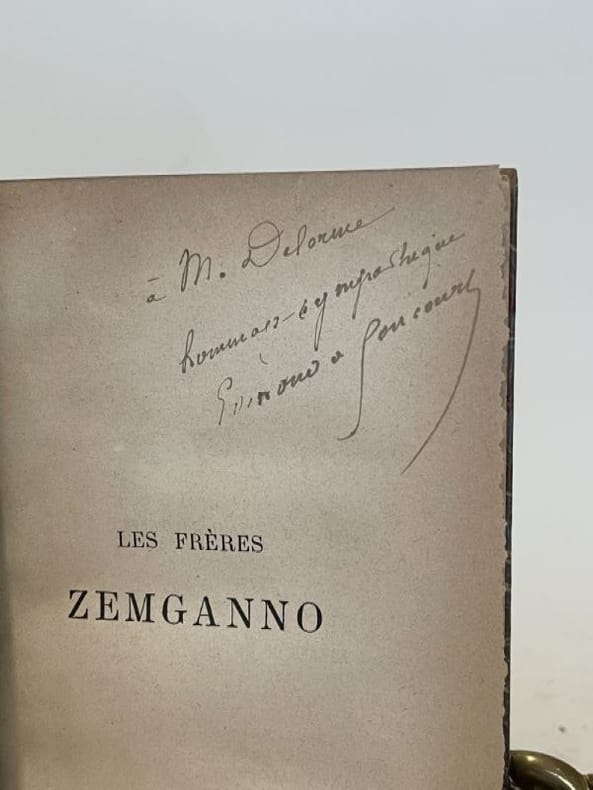 à M. Delorme
hommage sympathique
Edmond de Goncourt
LES FRÈRES
ZEMGANNO